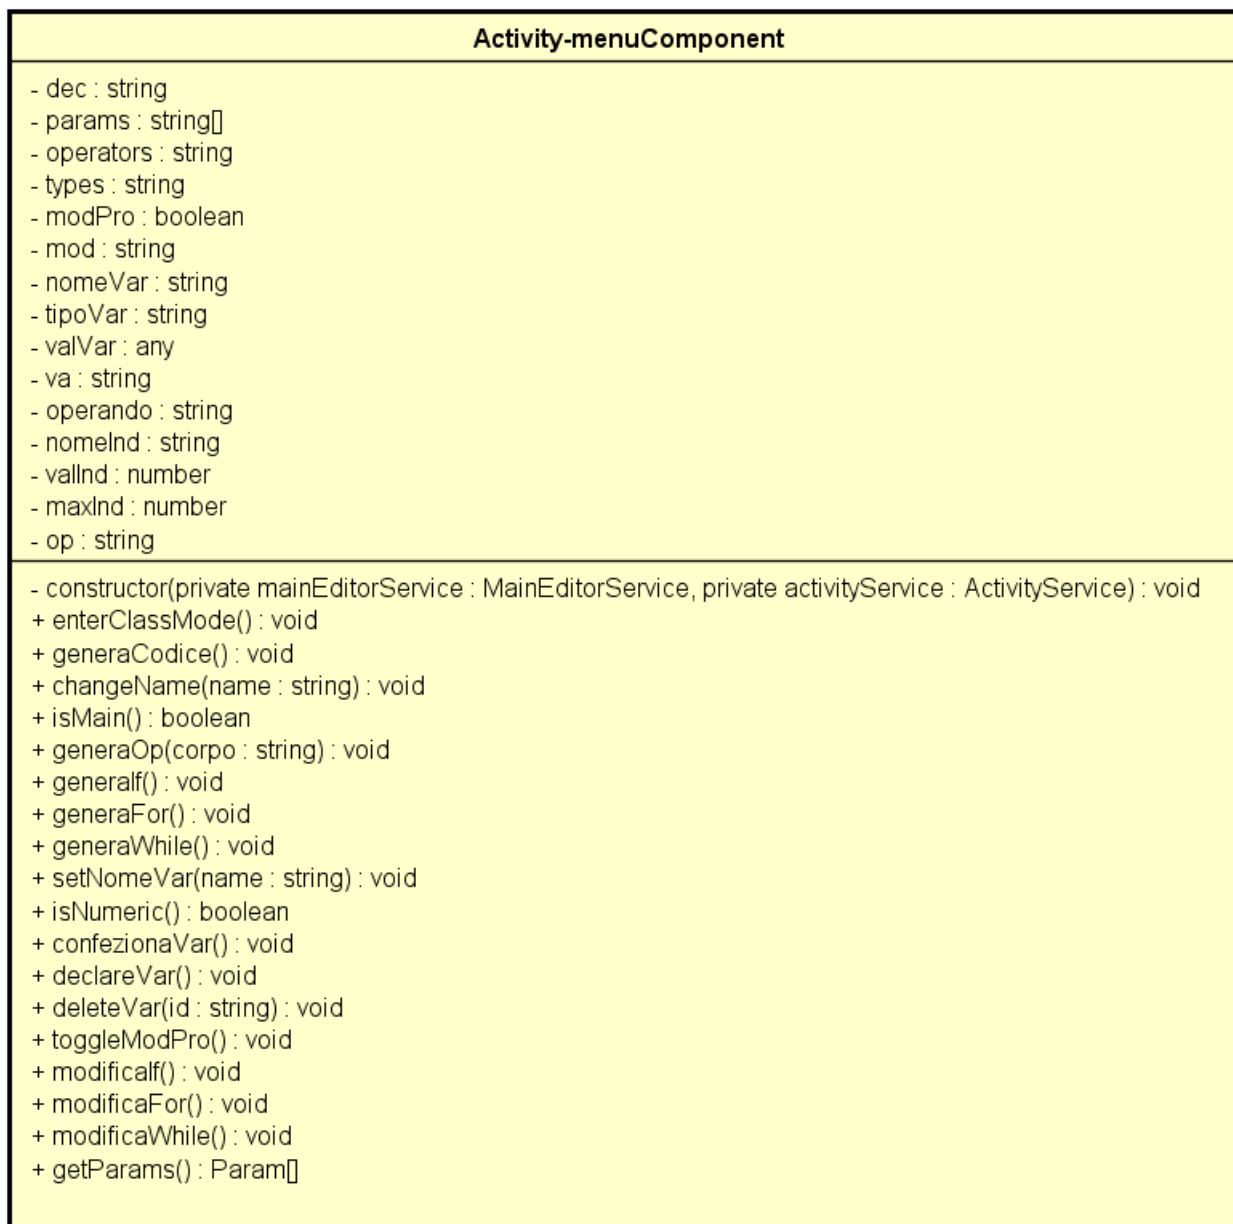 Activity-menuComponent
- dec : string
- params : string[]
- operators : string
- types : string
- modPro : boolean
- mod : string
- nomeVar : string
- tipoVar : string
- valVar : any
- va : string
- operando : string
- nomeInd : string
- valInd : number
- maxInd : number
- op : string
- constructor(private mainEditorService : MainEditorService, private activityService : ActivityService) : void
+ enterClassMode() : void
+ generaCodice() : void
+ changeName(name : string) : void
+ isMain() : boolean
+ generaOp(corpo : string) : void
+ generaIf() : void
+ generaFor() : void
+ generaWhile() : void
+ setNomeVar(name : string) : void
+ isNumeric() : boolean
+ confezionaVar() : void
+ declareVar() : void
+ deleteVar(id : string) : void
+ toggleModPro() : void
+ modificaIf() : void
+ modificaFor() : void
+ modificaWhile() : void
+ getParams() : Param[]